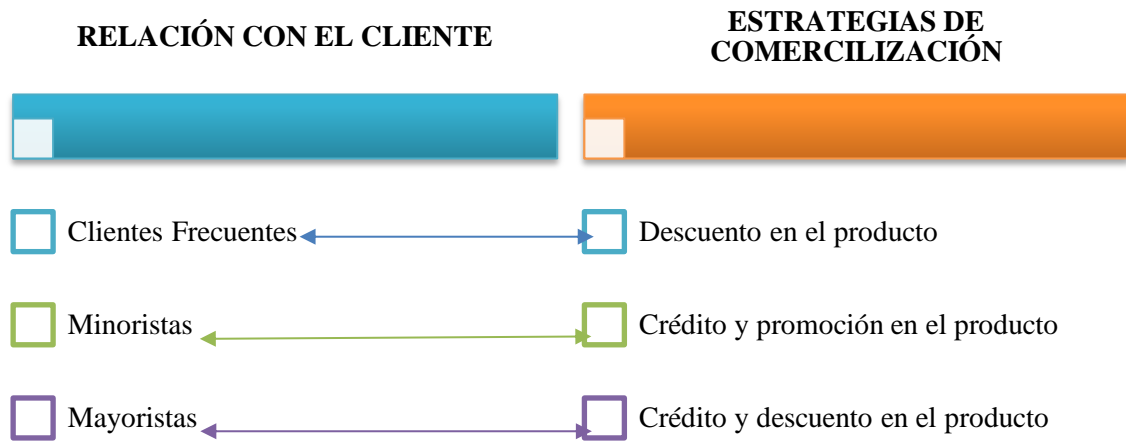 RELACIÓN CON EL CLIENTE
ESTRATEGIAS DE
COMERCILIZACIÓN
Clientes Frecuentes
Descuento en el producto
Minoristas
Crédito y promoción en el producto
Mayoristas
Crédito y descuento en el producto